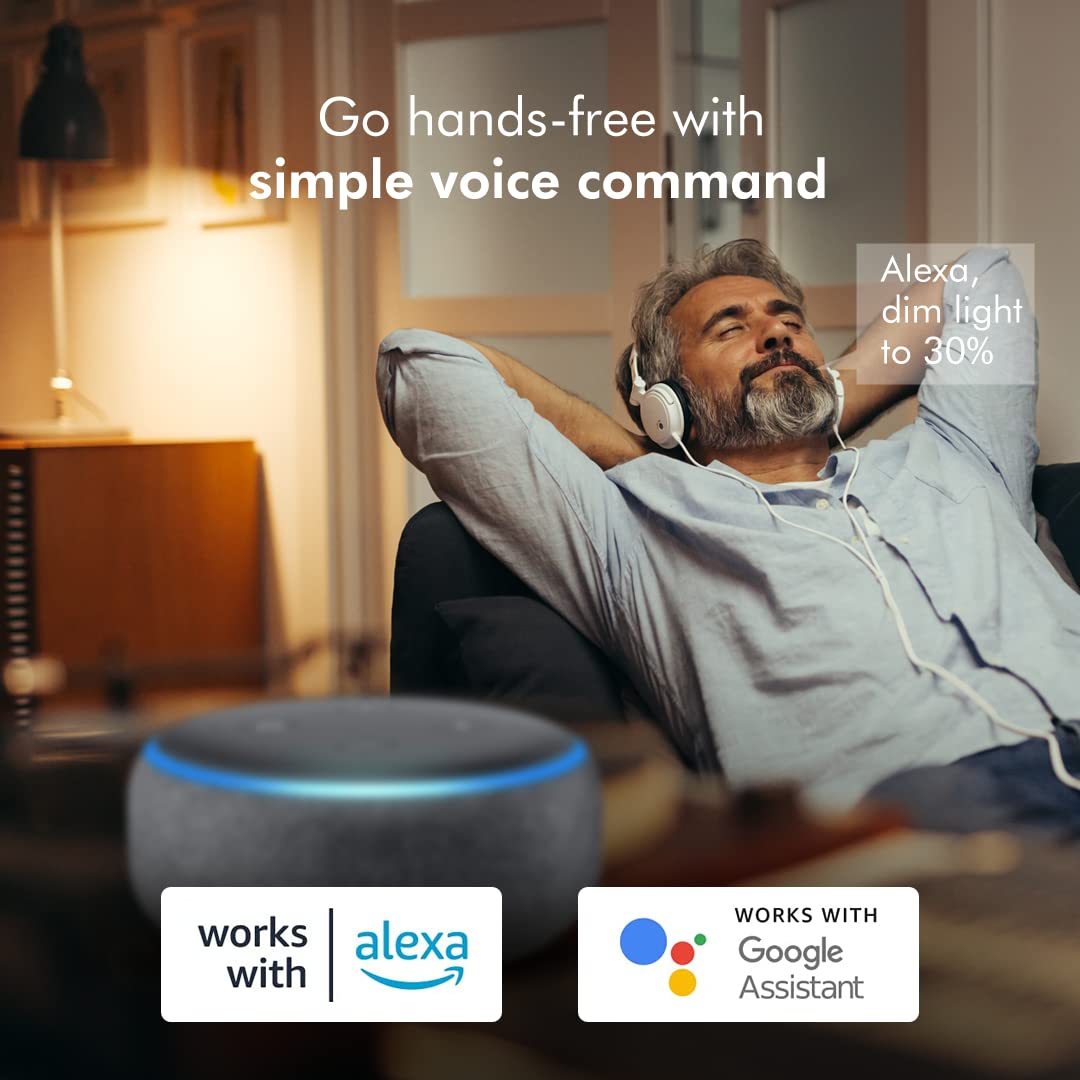 Go hands-free with
simple voice command
Alexa,
dim light
to 30%
works
with
alexa
WORKS WITH
Google
Assistant